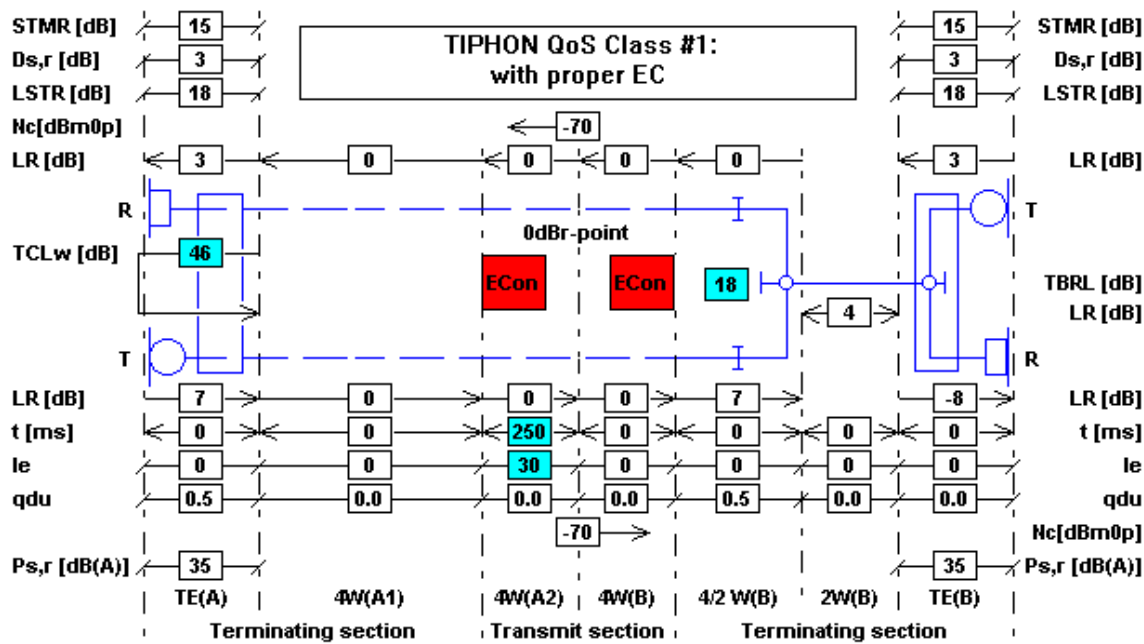 STMR [dB] 15 15 STMR [dB]
TIPHON QoS Class #1:
with proper EC
Ds,r [dB] 3 3 Ds,r [dB]
LSTR [dB] 18 18 LSTR [dB]
Nc[dBm0p] -70
LR [dB] 3 0 0 0 0 3 LR [dB]
R T
0dBr-point
TCLw [dB] 46
ECon ECon 18 TBRL [dB]
4 LR [dB]
T R
LR [dB] 7 0 0 0 7 -8 LR [dB]
t [ms] 0 0 250 0 0 0 0 t [ms]
Ie 0 0 30 0 0 0 0 Ie
qdu 0.5 0.0 0.0 0.0 0.5 0.0 0.0 qdu
-70 Nc[dBm0p]
Ps,r [dB(A)] 35 35 Ps,r [dB(A)]
TE(A) 4W(A1) 4W(A2) 4W(B) 4/2 W(B) 2W(B) TE(B)
Terminating section Transmit section Terminating section